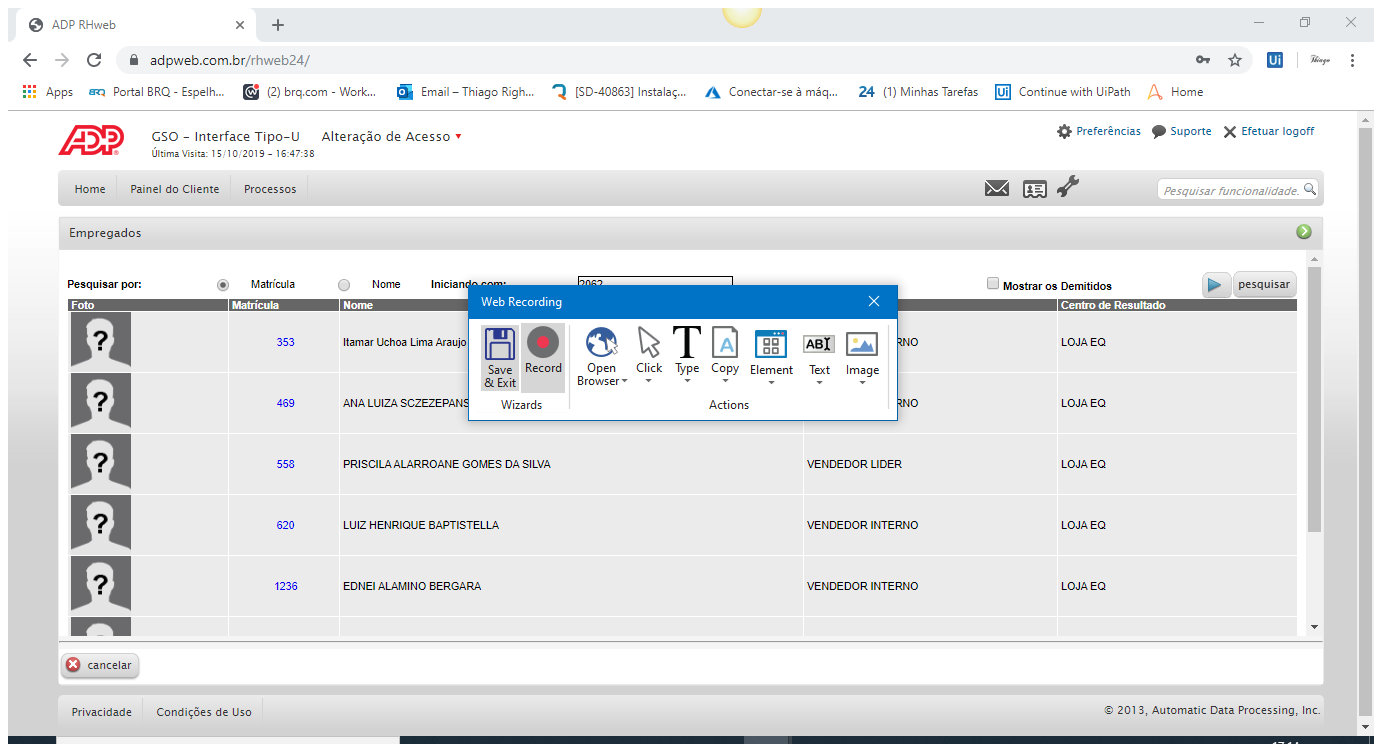 ADP RHweb
adpweb.com.br/rhweb24/
Ui
Thiago
Apps BRQ Portal BRQ - Espelh... (2) brq.com - Work... Email – Thiago Righ... [SD-40863] Instalaç... Conectar-se à máq... 24 (1) Minhas Tarefas Ui Continue with UiPath Home
ADP GSO - Interface Tipo-U Alteração de Acesso
Última Visita: 15/10/2019 - 16:47:38
Preferências Suporte Efetuar logoff
Home Painel do Cliente Processos Pesquisar funcionalidade.
Empregados
Pesquisar por: Matrícula Nome Iniciando com: 2062 Mostrar os Demitidos pesquisar
Foto Matrícula Nome Centro de Resultado
? 353 Itamar Uchoa Lima Araujo RNO LOJA EQ
? 469 ANA LUIZA SCZEZEPANS RNO LOJA EQ
? 558 PRISCILA ALARROANE GOMES DA SILVA VENDEDOR LIDER LOJA EQ
? 620 LUIZ HENRIQUE BAPTISTELLA VENDEDOR INTERNO LOJA EQ
? 1236 EDNEI ALAMINO BERGARA VENDEDOR INTERNO LOJA EQ
Web Recording
Save & Exit
Record
Open Browser
Click
Type
Copy
Element
ABI
Text
Image
Wizards
Actions
cancelar
Privacidade Condições de Uso © 2013, Automatic Data Processing, Inc.